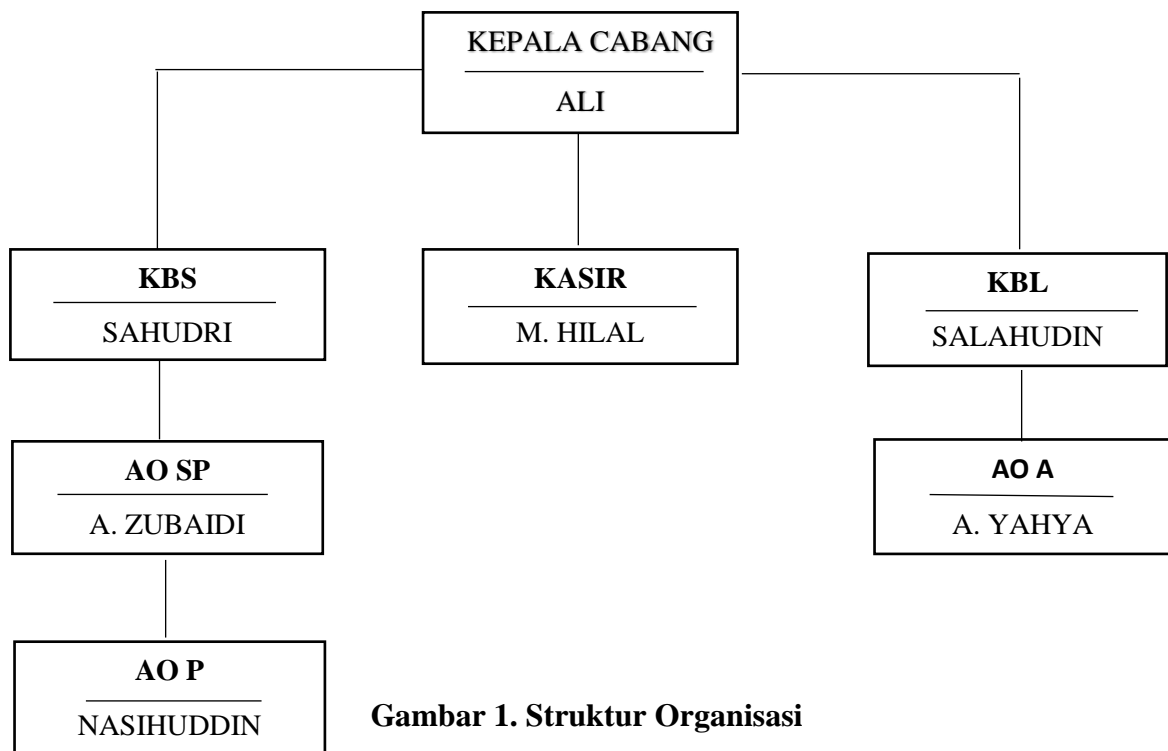 KEPALA CABANG
ALI
KBS
SAHUDRI
KASIR
M. HILAL
KBL
SALAHUDIN
AO SP
A. ZUBAIDI
AO A
A. YAHYA
AO P
NASIHUDDIN
Gambar 1. Struktur Organisasi